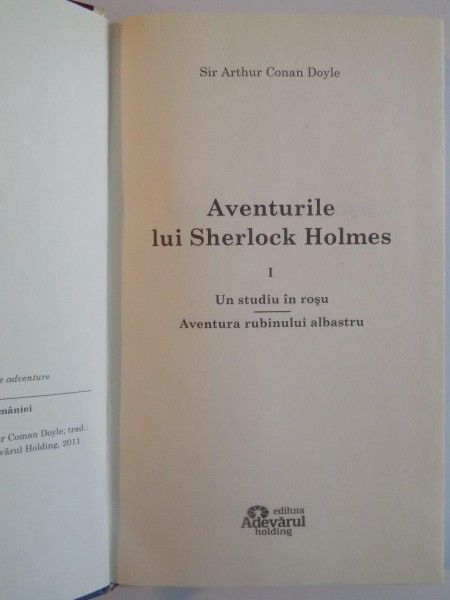 e adventure
mâniei
r Coman Doyle; trad.:
vărul Holding, 2011
Sir Arthur Conan Doyle
Aventurile
lui Sherlock Holmes
I
Un studiu în roşu
Aventura rubinului albastru
editura
Adevărul
holding